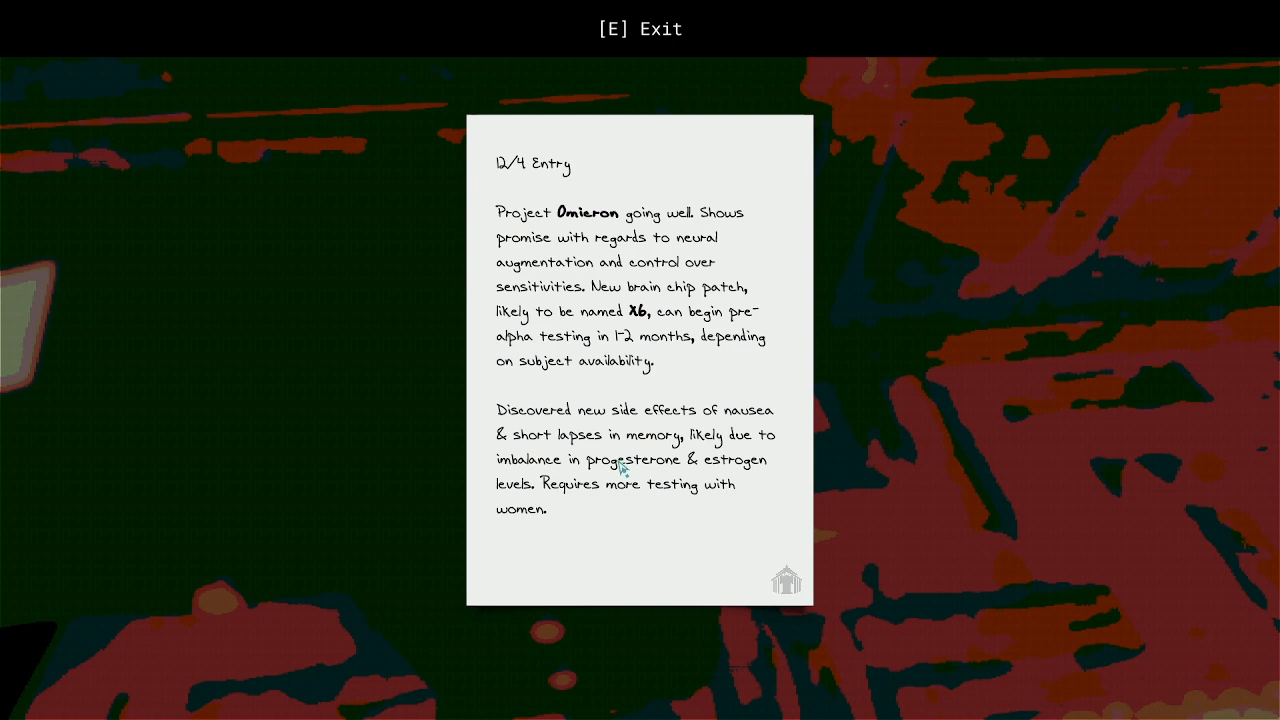 [E] Exit
12/4 Entry
Project Omicron going well. Shows
promise with regards to neural
augmentation and control over
sensitivities. New brain chip patch,
likely to be named X6, can begin pre-
alpha testing in 1-2 months, depending
on subject availability.
Discovered new side effects of nausea
& short lapses in memory, likely due to
imbalance in progesterone & estrogen
levels. Requires more testing with
women.